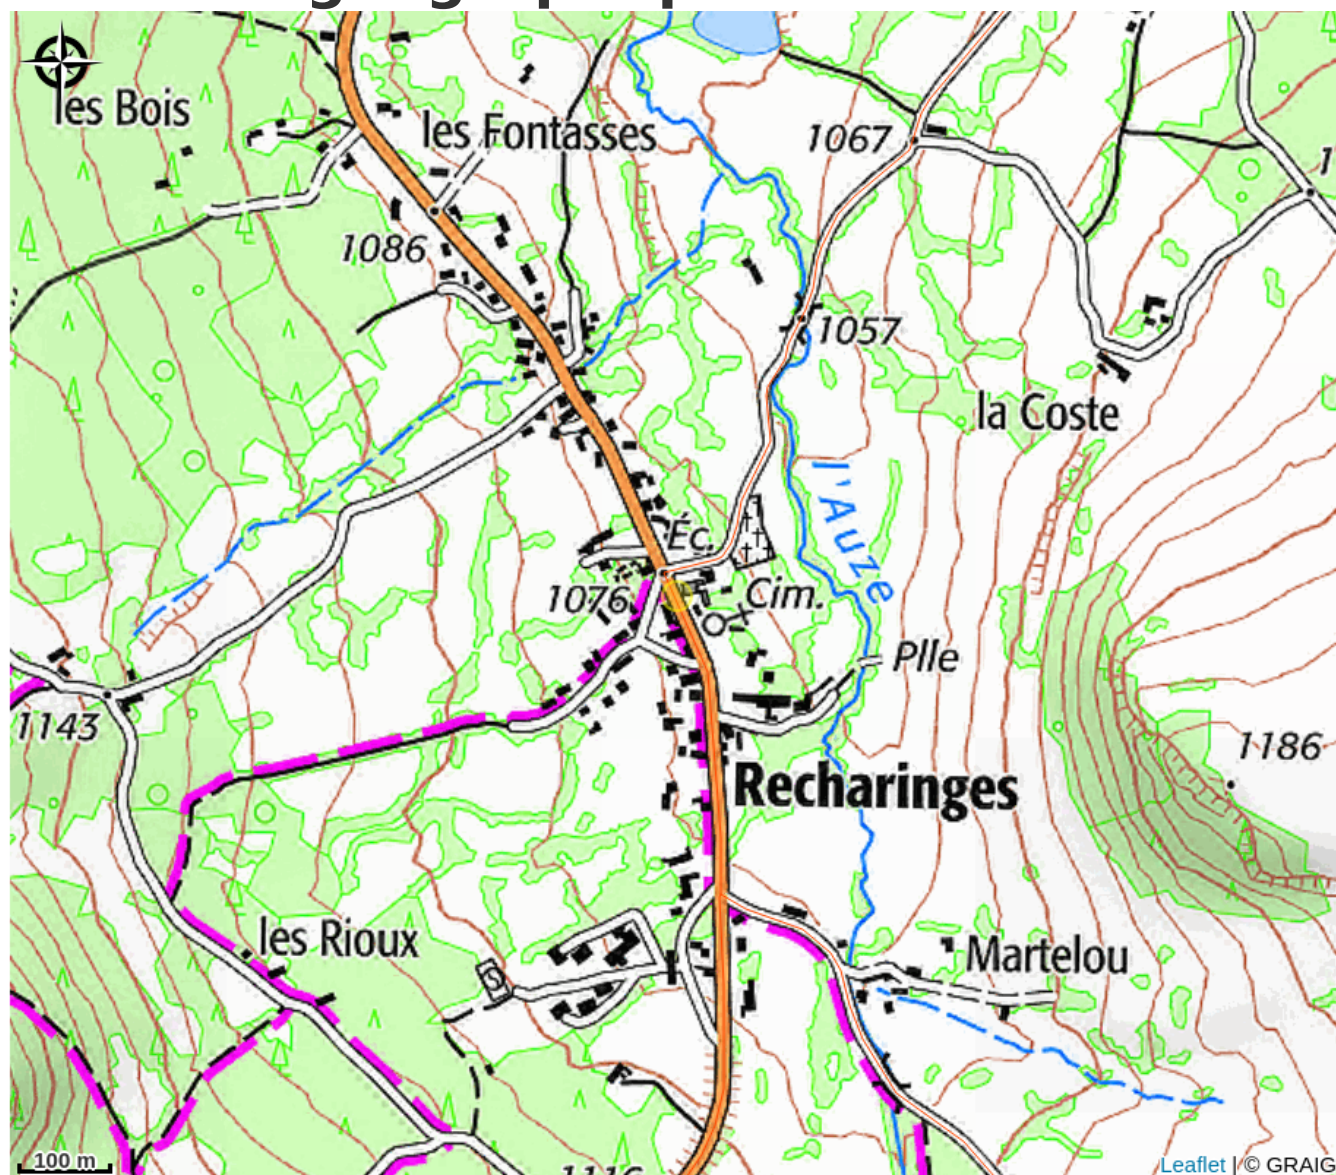 les Bois
les Fontasses
1067
1086
1057
la Coste
l'Auze
Éc.
1076
Cim.
Plle
1143
1186
Recharinges
les Rioux
Martelou
100 m
Leaflet | © GRAIC